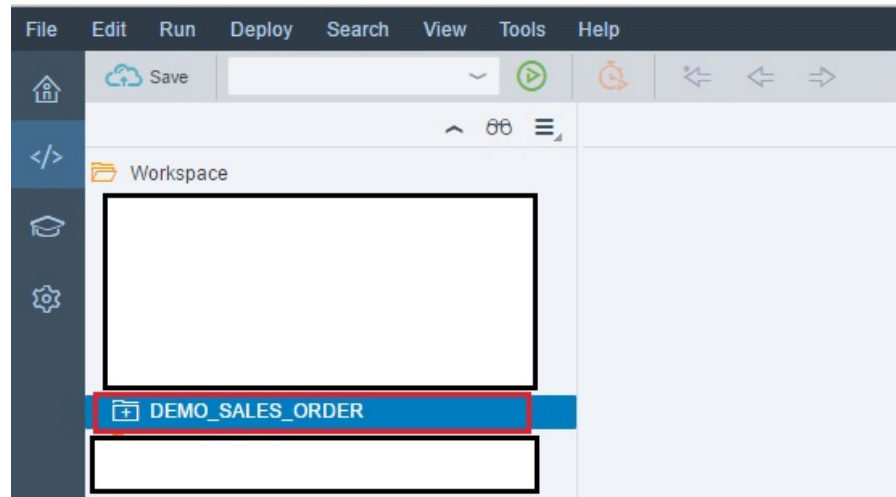 File Edit Run Deploy Search View Tools Help
Save
</>
Workspace
DEMO_SALES_ORDER